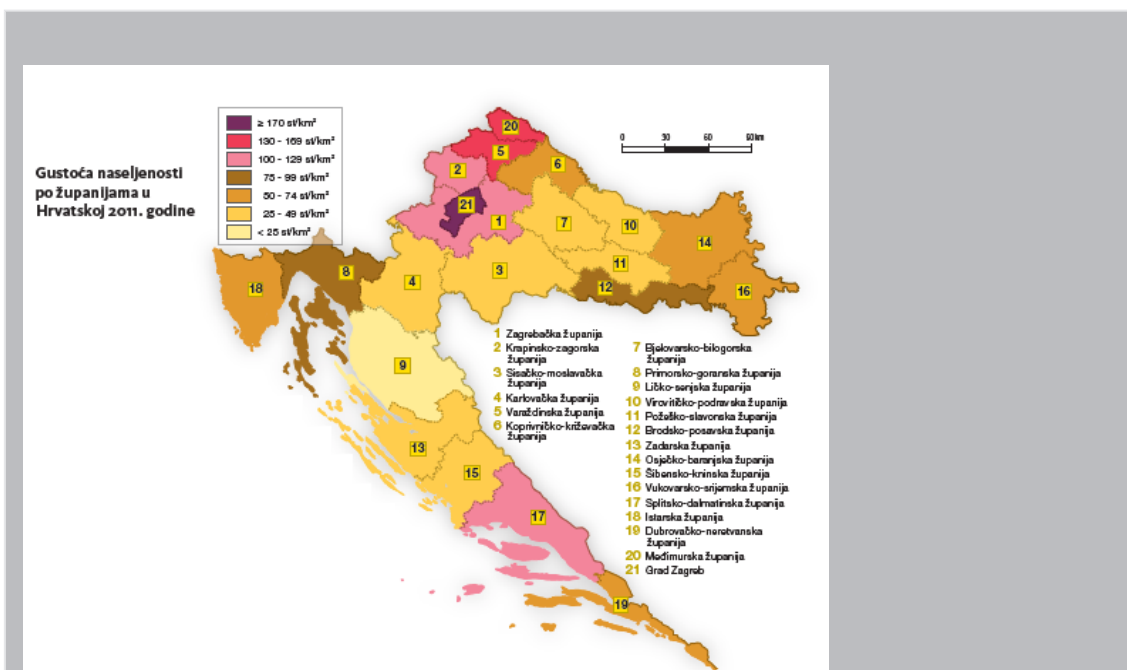 ≥ 170 st/km²
130 - 169 st/km²
100 - 129 st/km²
75 - 99 st/km²
50 - 74 st/km²
25 - 49 st/km²
< 25 st/km²
Gustoća naseljenosti
po županijama u
Hrvatskoj 2011. godine
0 30 60 90 km
20
5
2
6
21
1
7
10
14
11
3
4
12
16
8
18
9
13
15
17
19
1 Zagrebačka županija
2 Krapinsko-zagorska
županija
3 Sisačko-moslavačka
županija
4 Karlovačka županija
5 Varaždinska županija
6 Koprivničko-križevačka
županija
7 Bjelovarsko-bilogorska
županija
8 Primorsko-goranska županija
9 Ličko-senjska županija
10 Virovitičko-podravska županija
11 Požeško-slavonska županija
12 Brodsko-posavska županija
13 Zadarska županija
14 Osječko-baranjska županija
15 Šibensko-kninska županija
16 Vukovarsko-srijemska županija
17 Splitsko-dalmatinska županija
18 Istarska županija
19 Dubrovačko-neretvanska
županija
20 Međimurska županija
21 Grad Zagreb